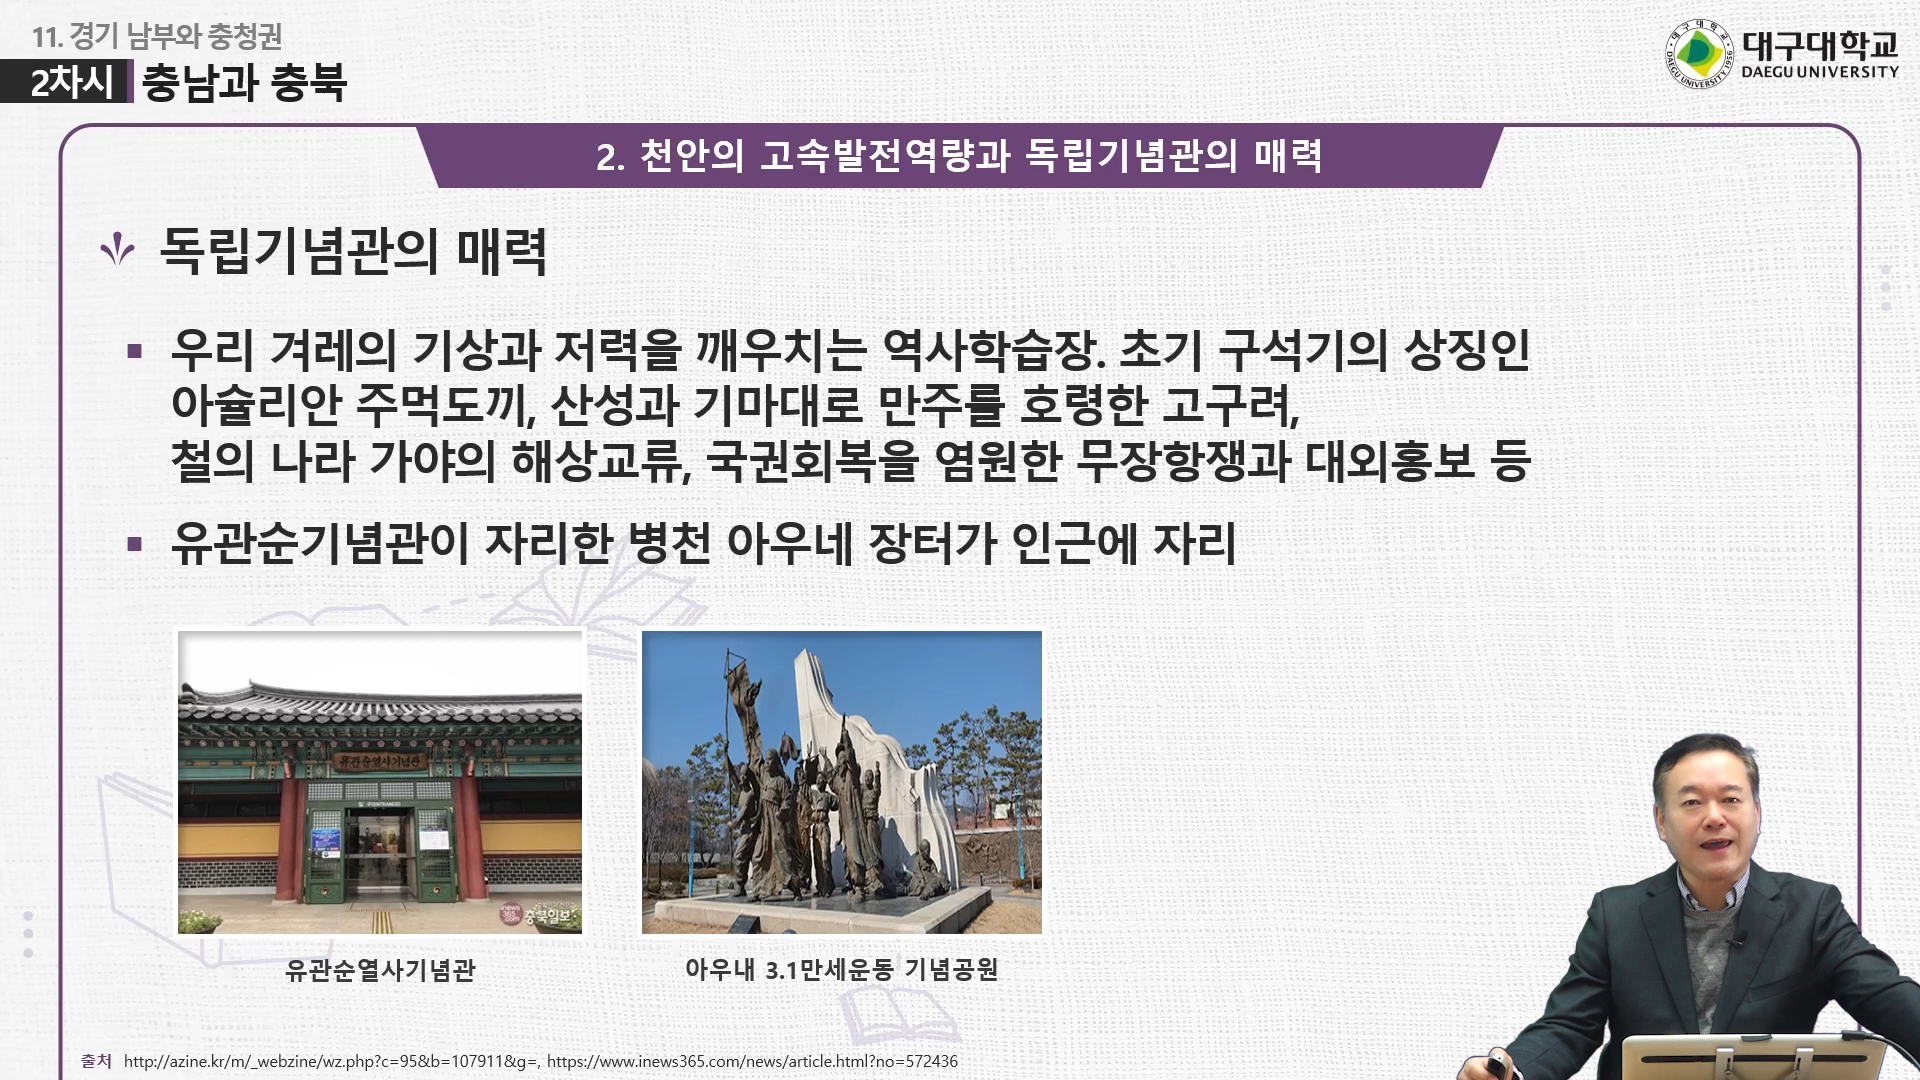 11. 경기 남부와 충청권
2차시 충남과 충북
대구대학교
DAEGU UNIVERSITY
2. 천안의 고속발전역량과 독립기념관의 매력
독립기념관의 매력
우리 겨레의 기상과 저력을 깨우치는 역사학습장. 초기 구석기의 상징인
아슐리안 주먹도끼, 산성과 기마대로 만주를 호령한 고구려,
철의 나라 가야의 해상교류, 국권회복을 염원한 무장항쟁과 대외홍보 등
유관순기념관이 자리한 병천 아우네 장터가 인근에 자리
유관순열사기념관
입 구(ENTRANCE)
inews365.com 충북일보
유관순열사기념관
아우내 3.1만세운동 기념공원
출처 http://azine.kr/m/_webzine/wz.php?c=95&b=107911&g=, https://www.inews365.com/news/article.html?no=572436